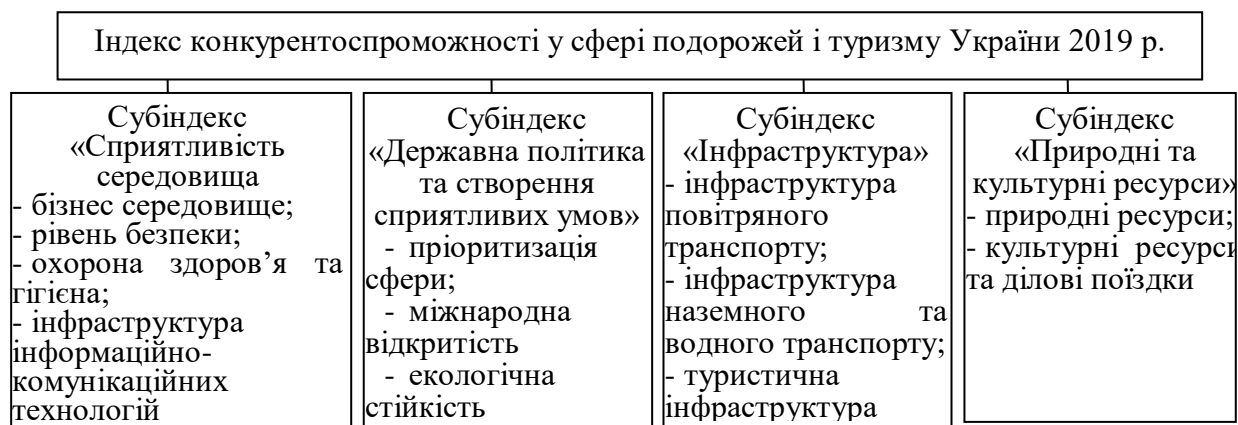 Індекс конкурентоспроможності у сфері подорожей і туризму України 2019 р.
Субіндекс
«Сприятливість
середовища
- бізнес середовище;
- рівень безпеки;
- охорона здоров’я та
гігієна;
- інфраструктура
інформаційно-
комунікаційних
технологій
Субіндекс
«Державна політика
та створення
сприятливих умов»
- пріоритизація
сфери;
- міжнародна
відкритість
- екологічна
стійкість
Субіндекс
«Інфраструктура»
- інфраструктура
повітряного
транспорту;
- інфраструктура
наземного та
водного транспорту;
- туристична
інфраструктура
Субіндекс
«Природні та
культурні ресурси»
- природні ресурси;
- культурні ресурси
та ділові поїздки